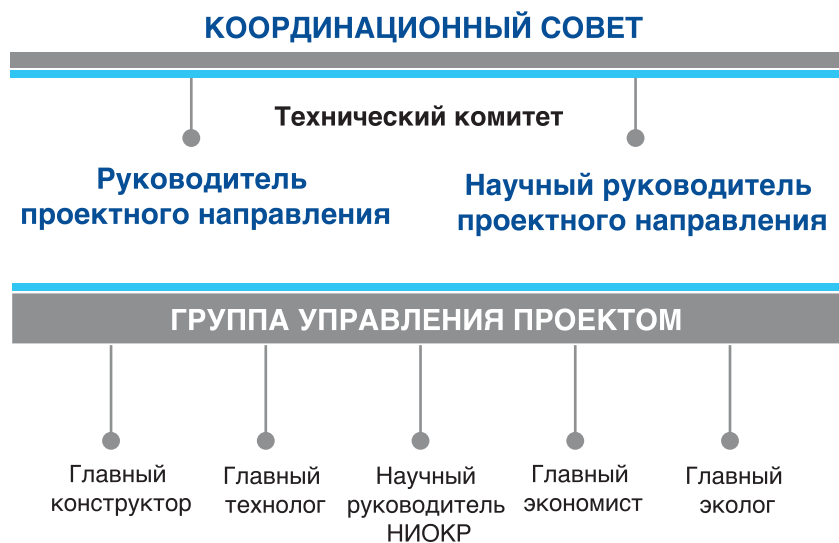 КООРДИНАЦИОННЫЙ СОВЕТ
Технический комитет
Руководитель
проектного направления
Научный руководитель
проектного направления
ГРУППА УПРАВЛЕНИЯ ПРОЕКТОМ
Главный
конструктор
Главный
технолог
Научный
руководитель
НИОКР
Главный
экономист
Главный
эколог